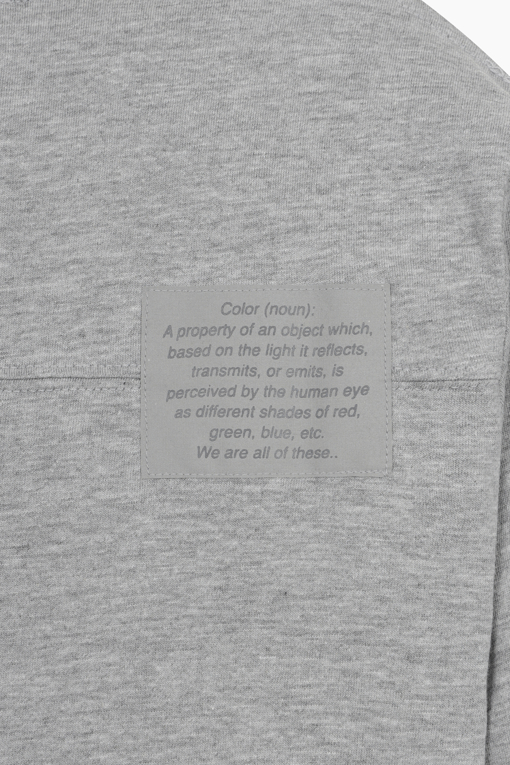 Color (noun):
A property of an object which,
based on the light it reflects,
transmits, or emits, is
perceived by the human eye
as different shades of red,
green, blue, etc.
We are all of these..